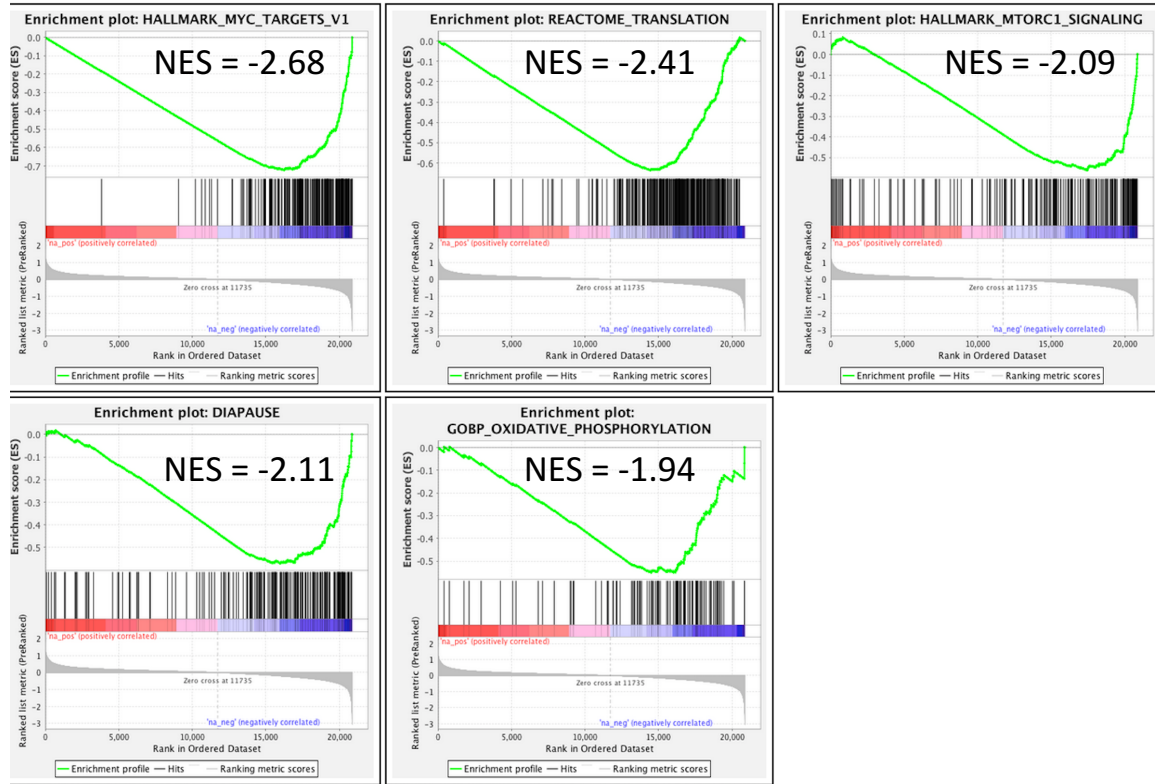 Enrichment plot: HALLMARK_MYC_TARGETS_V1
NES = -2.68
Enrichment score (ES)
0.0
-0.1
-0.2
-0.3
-0.4
-0.5
-0.6
-0.7
'na_pos' (positively correlated)
Ranked list metric (PreRanked)
2
1
0
-1
-2
-3
Zero cross at 11735
'na_neg' (negatively correlated)
0 5,000 10,000 15,000 20,000
Rank in Ordered Dataset
Enrichment profile Hits Ranking metric scores
Enrichment plot: REACTOME_TRANSLATION
NES = -2.41
Enrichment score (ES)
0.0
-0.1
-0.2
-0.3
-0.4
-0.5
-0.6
'na_pos' (positively correlated)
Ranked list metric (PreRanked)
2
1
0
-1
-2
-3
Zero cross at 11735
'na_neg' (negatively correlated)
0 5,000 10,000 15,000 20,000
Rank in Ordered Dataset
Enrichment profile Hits Ranking metric scores
Enrichment plot: HALLMARK_MTORC1_SIGNALING
NES = -2.09
Enrichment score (ES)
0.1
0.0
-0.1
-0.2
-0.3
-0.4
-0.5
'na_pos' (positively correlated)
Ranked list metric (PreRanked)
2
1
0
-1
-2
-3
Zero cross at 11735
'na_neg' (negatively correlated)
0 5,000 10,000 15,000 20,000
Rank in Ordered Dataset
Enrichment profile Hits Ranking metric scores
Enrichment plot: DIAPAUSE
NES = -2.11
Enrichment score (ES)
0.0
-0.1
-0.2
-0.3
-0.4
-0.5
'na_pos' (positively correlated)
Ranked list metric (PreRanked)
2
1
0
-1
-2
-3
Zero cross at 11735
'na_neg' (negatively correlated)
0 5,000 10,000 15,000 20,000
Rank in Ordered Dataset
Enrichment profile Hits Ranking metric scores
Enrichment plot:
GOBP_OXIDATIVE_PHOSPHORYLATION
NES = -1.94
Enrichment score (ES)
0.0
-0.1
-0.2
-0.3
-0.4
-0.5
'na_pos' (positively correlated)
Ranked list metric (PreRanked)
2
1
0
-1
-2
-3
Zero cross at 11735
'na_neg' (negatively correlated)
0 5,000 10,000 15,000 20,000
Rank in Ordered Dataset
Enrichment profile Hits Ranking metric scores